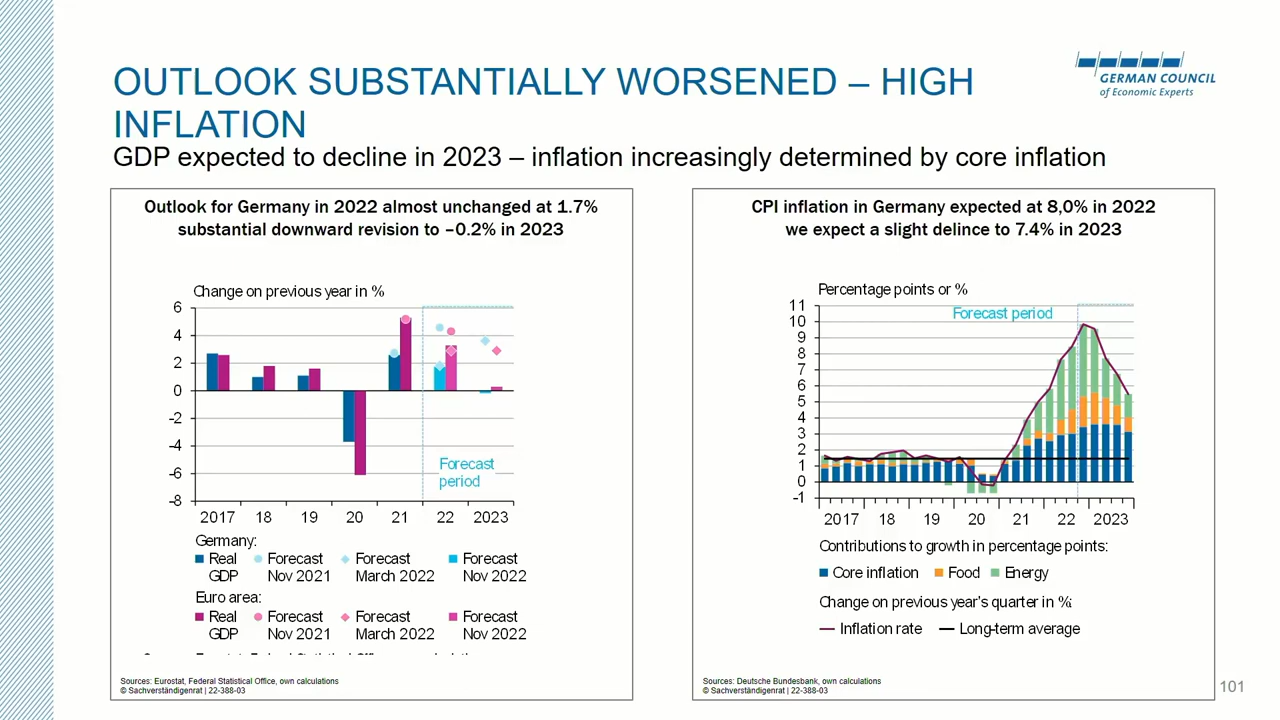 OUTLOOK SUBSTANTIALLY WORSENED – HIGH
INFLATION
GERMAN COUNCIL
of Economic Experts
GDP expected to decline in 2023 – inflation increasingly determined by core inflation
Outlook for Germany in 2022 almost unchanged at 1.7%
substantial downward revision to –0.2% in 2023
Change on previous year in %
6
4
2
0
-2
-4
-6
-8
Forecast
period
2017 18 19 20 21 22 2023
Germany:
Real GDP
Forecast Nov 2021
Forecast March 2022
Forecast Nov 2022
Euro area:
Real GDP
Forecast Nov 2021
Forecast March 2022
Forecast Nov 2022
Sources: Eurostat, Federal Statistical Office, own calculations
© Sachverständigenrat | 22-388-03
CPI inflation in Germany expected at 8,0% in 2022
we expect a slight delince to 7.4% in 2023
Percentage points or %
Forecast period
11
10
9
8
7
6
5
4
3
2
1
0
-1
2017 18 19 20 21 22 2023
Contributions to growth in percentage points:
Core inflation Food Energy
Change on previous year's quarter in %:
Inflation rate Long-term average
Sources: Deutsche Bundesbank, own calculations
© Sachverständigenrat | 22-388-03
101